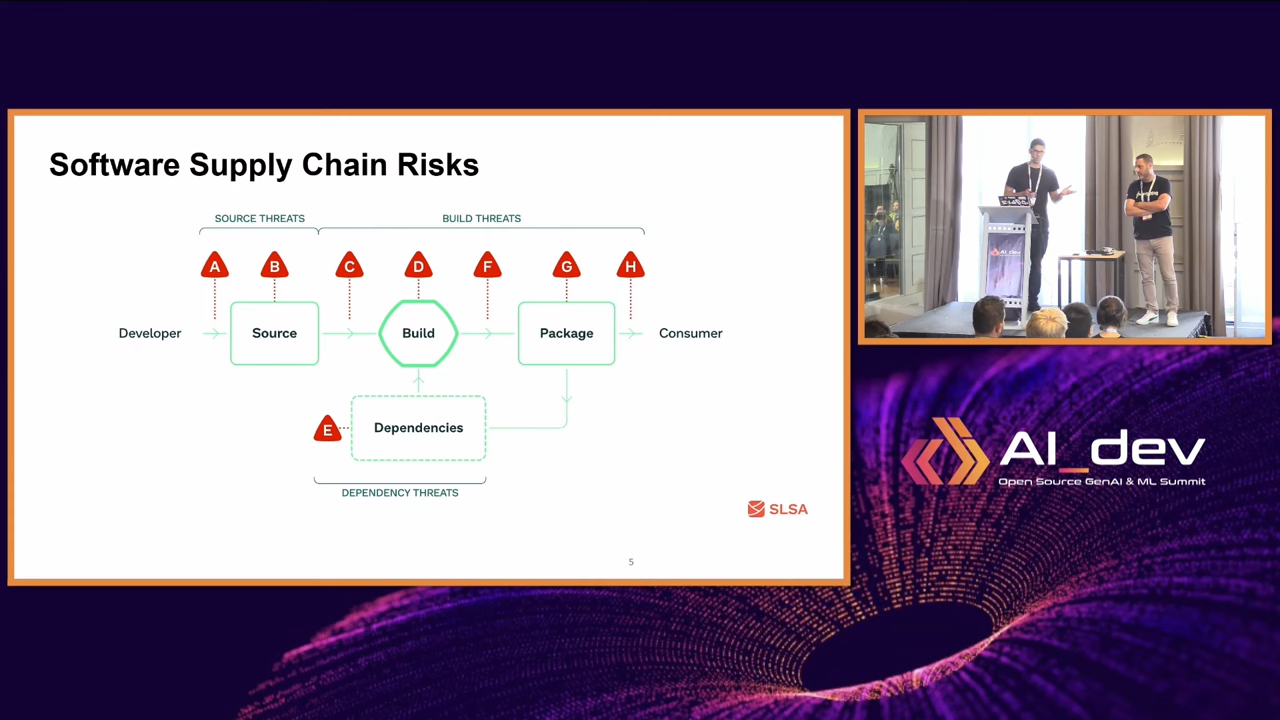 Software Supply Chain Risks
SOURCE THREATS
BUILD THREATS
A
B
C
D
F
G
H
Developer
Source
Build
Package
Consumer
E
Dependencies
DEPENDENCY THREATS
SLSA
5
AI_dev
AI_dev
Open Source GenAI & ML Summit